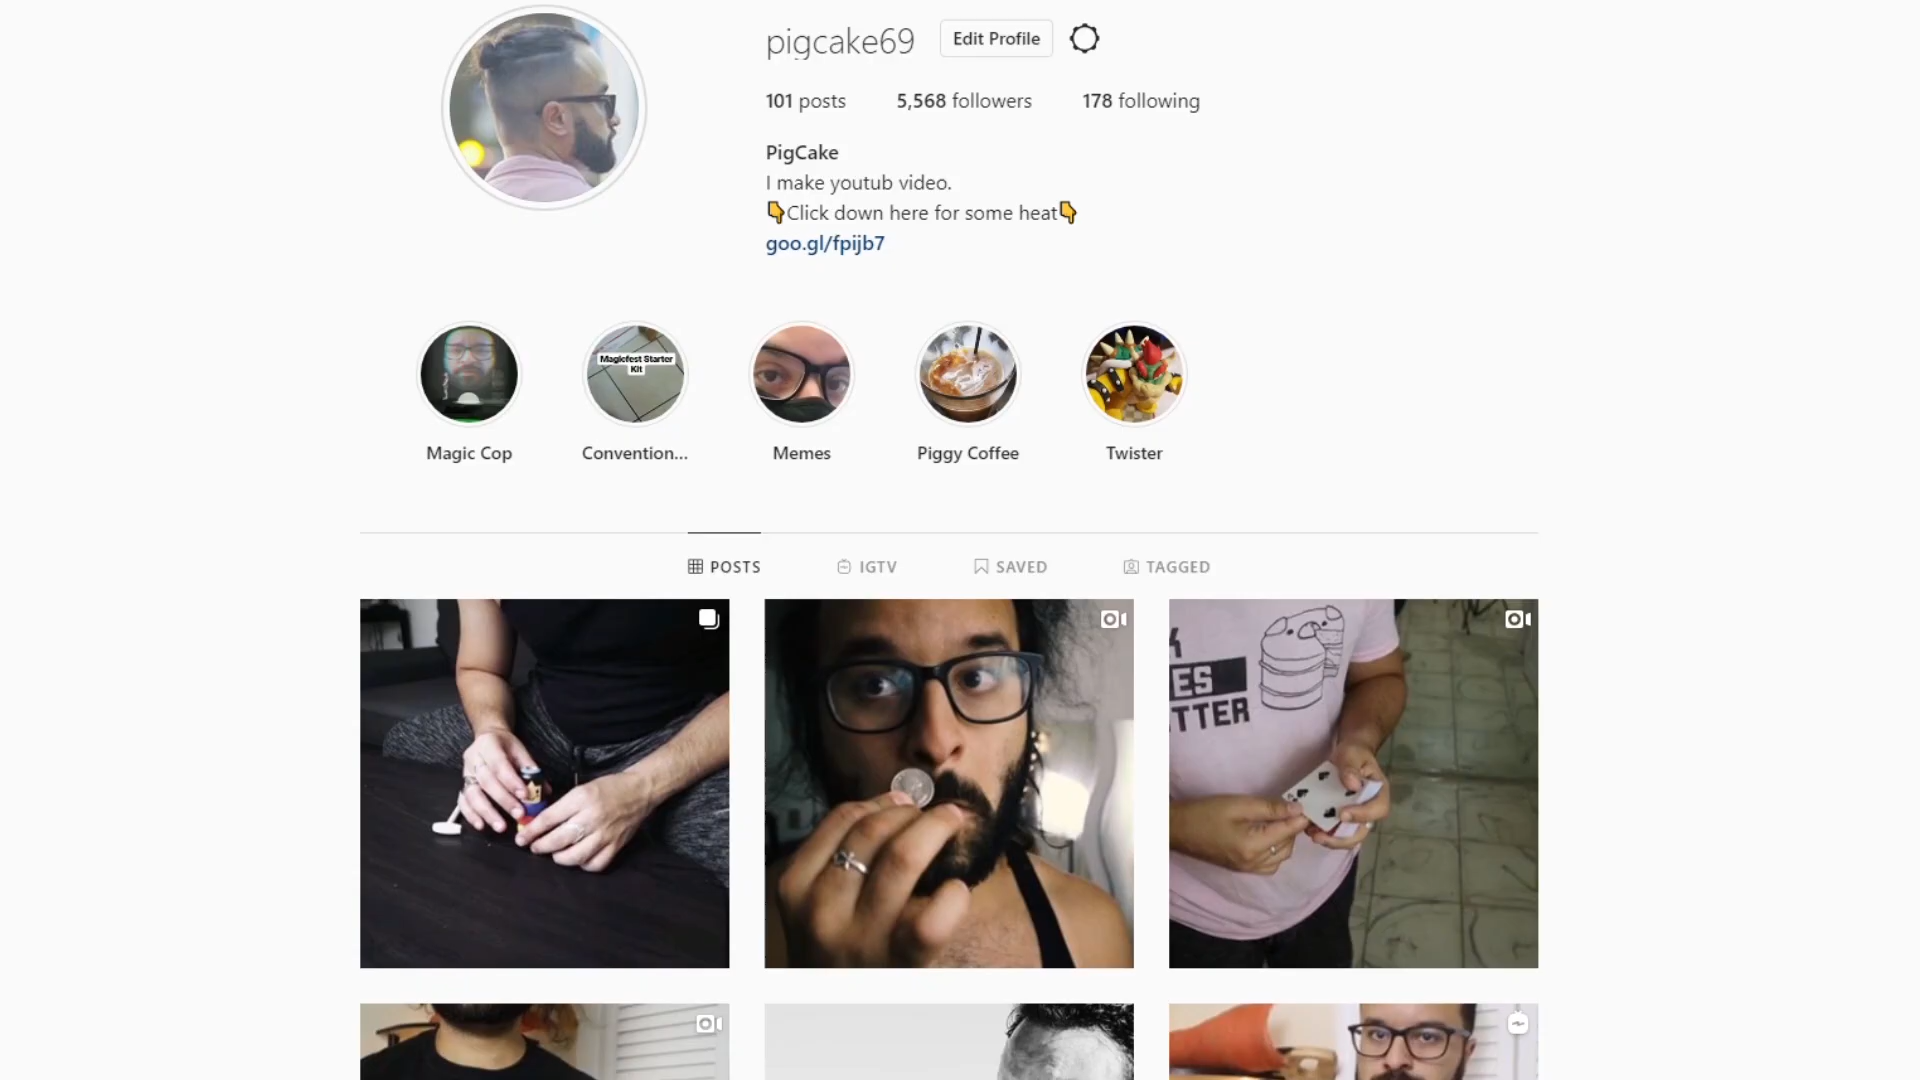 pigcake69 Edit Profile
101 posts 5,568 followers 178 following
PigCake
I make youtub video.
👇Click down here for some heat👇
goo.gl/fpijb7
Magicfest Starter
Kit
Magic Cop Convention... Memes Piggy Coffee Twister
POSTS IGTV SAVED TAGGED
K
ES
TTER